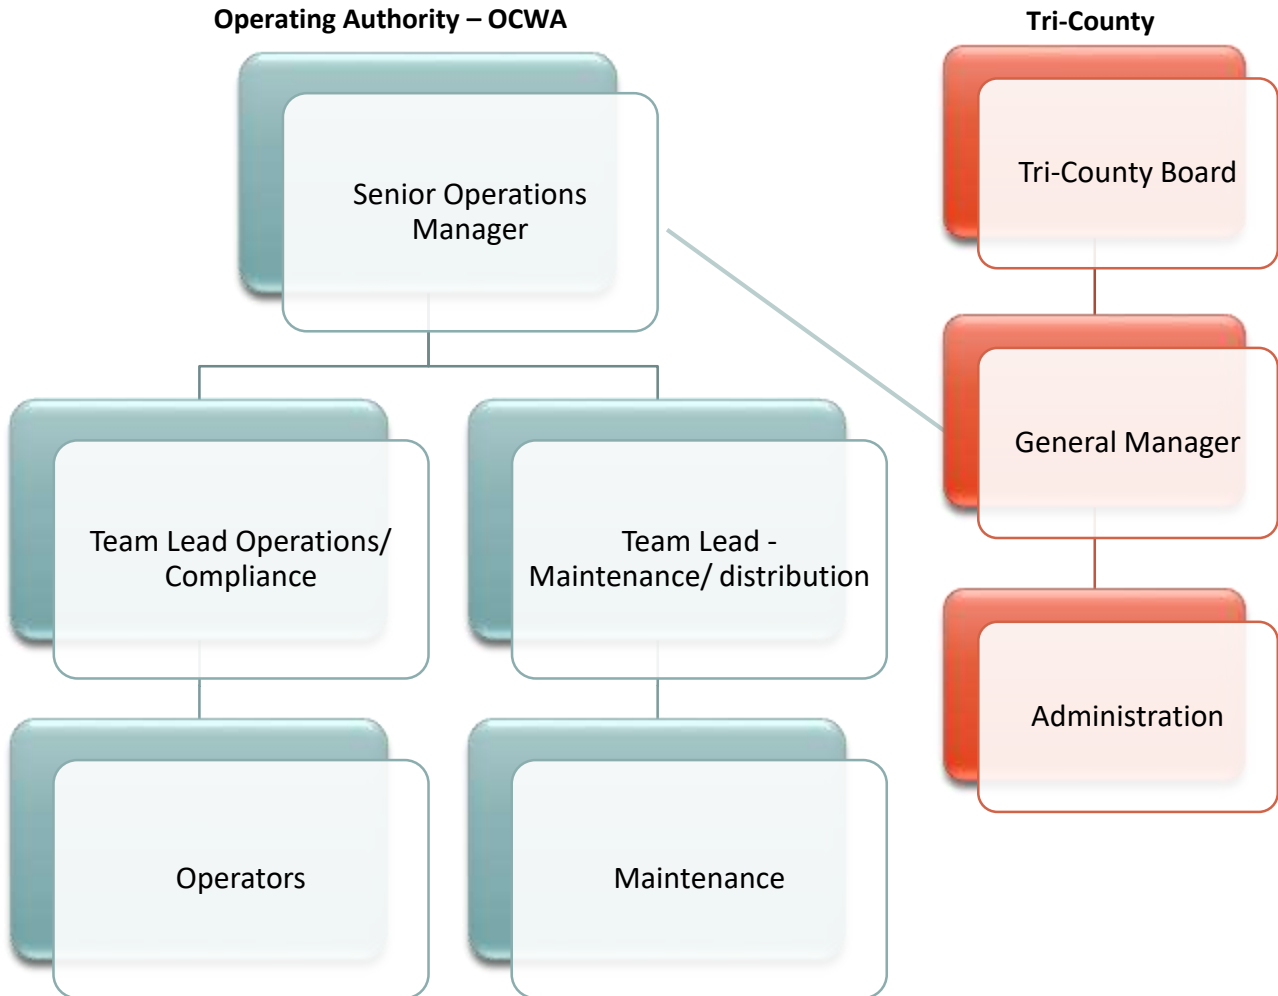 Operating Authority – OCWA
Tri-County
Senior Operations
Manager
Tri-County Board
General Manager
Team Lead Operations/
Compliance
Team Lead -
Maintenance/ distribution
Administration
Operators
Maintenance